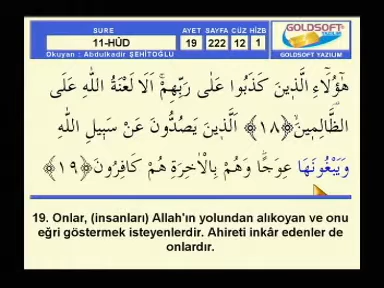 SURE AYET SAYFA CÜZ HİZB
11-HÛD 19 222 12 1
Okuyan : Abdulkadir ŞEHİTOĞLU
GOLDSOFT
GOLDSOFT YAZILIM
هٰٓؤُ۬لَٓاءِ الَّذ۪ينَ كَذَبُوا عَلٰى رَبِّهِمْۚ اَلَا لَعْنَةُ اللّٰهِ عَلَى
الظَّالِم۪ينَۙ ﴿١٨﴾ اَلَّذ۪ينَ يَصُدُّونَ عَنْ سَب۪يلِ اللّٰهِ
وَيَبْغُونَهَا عِوَجًاۜ وَهُمْ بِالْاٰخِرَةِ هُمْ كَافِرُونَ ﴿١٩﴾
19. Onlar, (insanları) Allah'ın yolundan alıkoyan ve onu
eğri göstermek isteyenlerdir. Ahireti inkâr edenler de
onlardır.